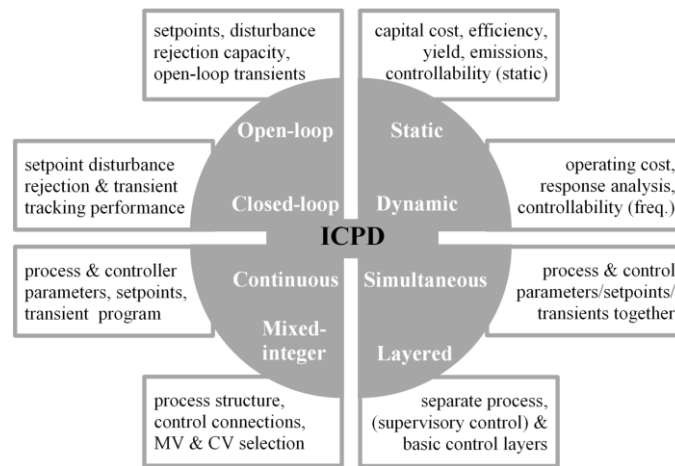 setpoints, disturbance
rejection capacity,
open-loop transients
capital cost, efficiency,
yield, emissions,
controllability (static)
Open-loop
Static
setpoint disturbance
rejection & transient
tracking performance
operating cost,
response analysis,
controllability (freq.)
Closed-loop
Dynamic
ICPD
Continuous
Simultaneous
process & controller
parameters, setpoints,
transient program
process & control
parameters/setpoints/
transients together
Mixed-
integer
Layered
process structure,
control connections,
MV & CV selection
separate process,
(supervisory control) &
basic control layers